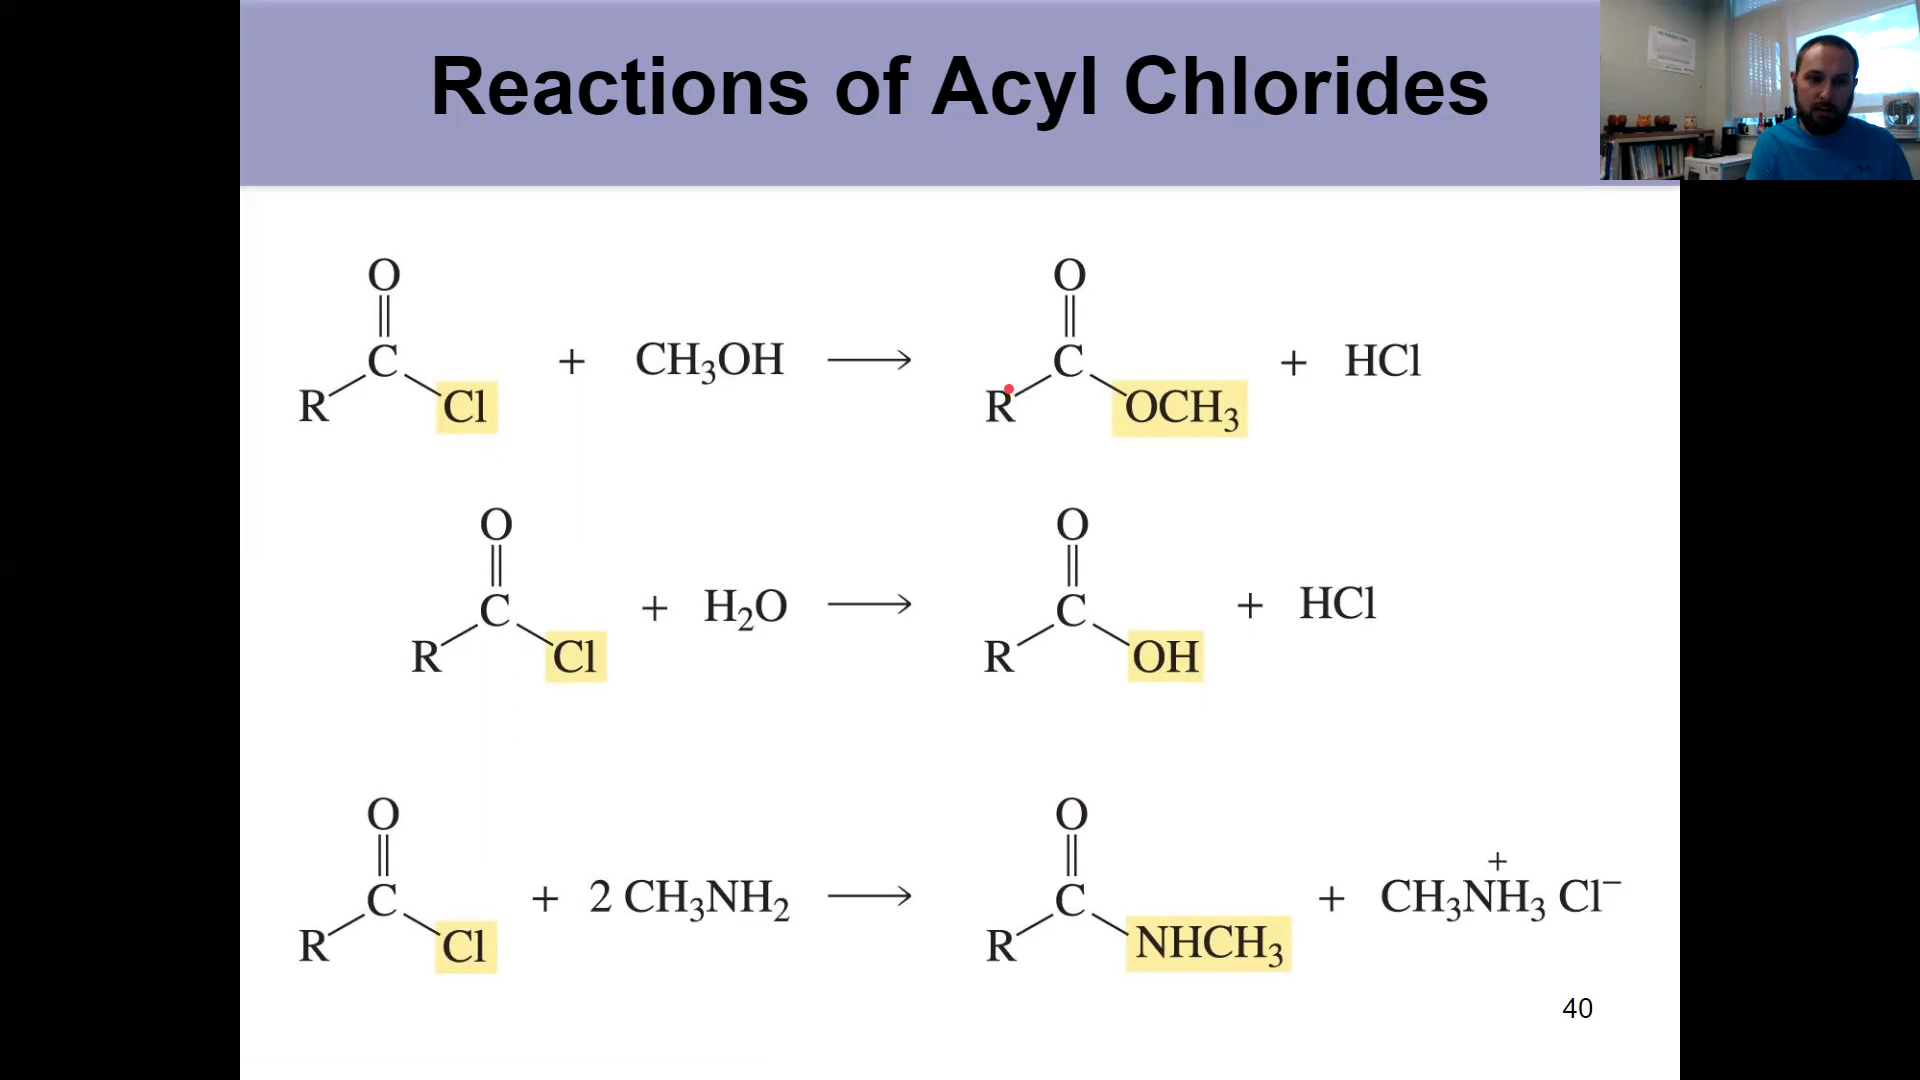 Reactions of Acyl Chlorides
O O
C + CH₃OH ⟶ C + HCl
R Cl R OCH₃
O O
C + H₂O ⟶ C + HCl
R Cl R OH
O O +
C + 2 CH₃NH₂ ⟶ C + CH₃NH₃ Cl⁻
R Cl R NHCH₃
40